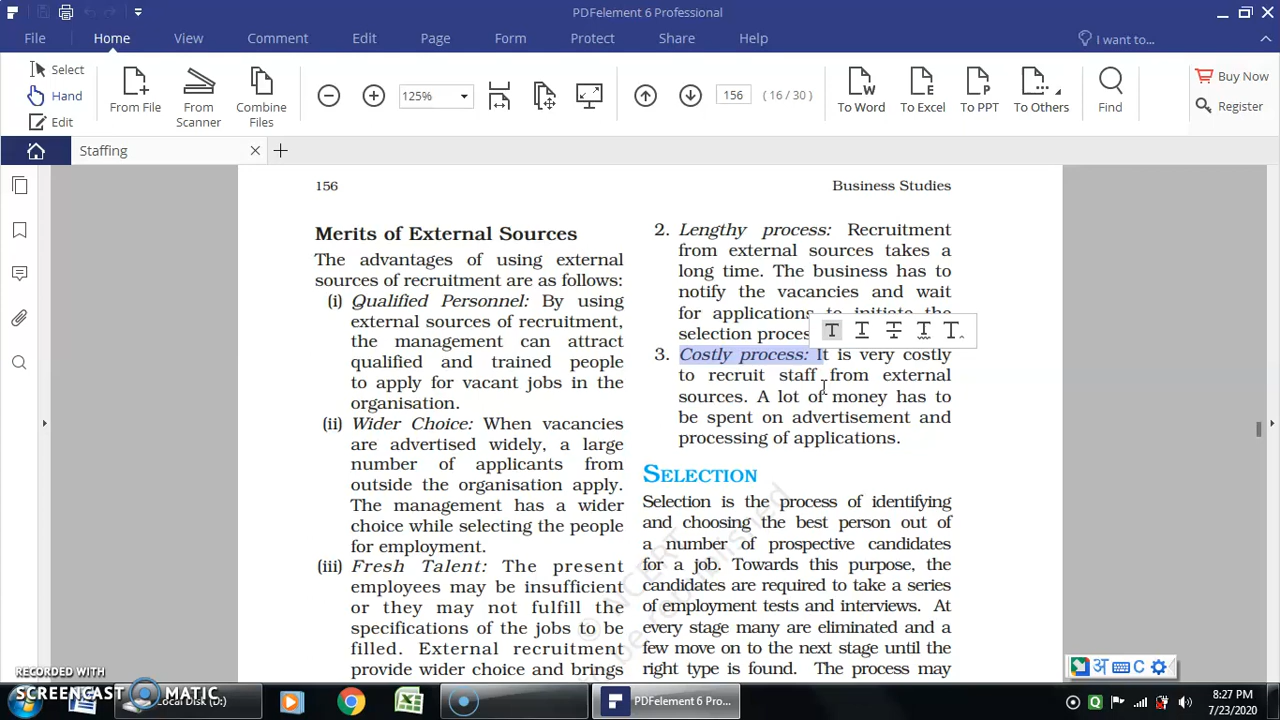 PDFelement 6 Professional
File
Home
View
Comment
Edit
Page
Form
Protect
Share
Help
I want to...
Select
Hand
Edit
From File
From Scanner
Combine Files
125%
156
( 16 / 30 )
To Word
To Excel
To PPT
To Others
Find
Buy Now
Register
Staffing
156
Business Studies
Merits of External Sources
The advantages of using external
sources of recruitment are as follows:
(i) Qualified Personnel: By using
external sources of recruitment,
the management can attract
qualified and trained people
to apply for vacant jobs in the
organisation.
(ii) Wider Choice: When vacancies
are advertised widely, a large
number of applicants from
outside the organisation apply.
The management has a wider
choice while selecting the people
for employment.
(iii) Fresh Talent: The present
employees may be insufficient
or they may not fulfill the
specifications of the jobs to be
filled. External recruitment
provide wider choice and brings
2. Lengthy process: Recruitment
from external sources takes a
long time. The business has to
notify the vacancies and wait
for applications to initiate the
selection process
3. Costly process: It is very costly
to recruit staff from external
sources. A lot of money has to
be spent on advertisement and
processing of applications.
SELECTION
Selection is the process of identifying
and choosing the best person out of
a number of prospective candidates
for a job. Towards this purpose, the
candidates are required to take a series
of employment tests and interviews. At
every stage many are eliminated and a
few move on to the next stage until the
right type is found. The process may
© NCERT
be republished
अ
C
RECORDED WITH
SCREENCAST MATIC
ocal Disk (D:)
PDFelement 6 Pro...
8:27 PM
7/23/2020